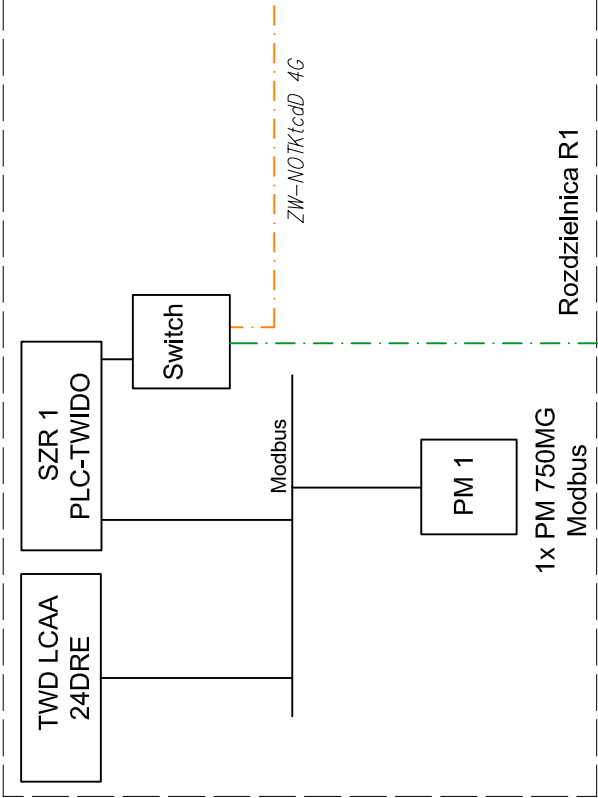 TWD LCAA
24DRE
SZR 1
PLC-TWIDO
Switch
ZW-NOTKtcdD 4G
Modbus
PM 1
1x PM 750MG
Modbus
Rozdzielnica R1